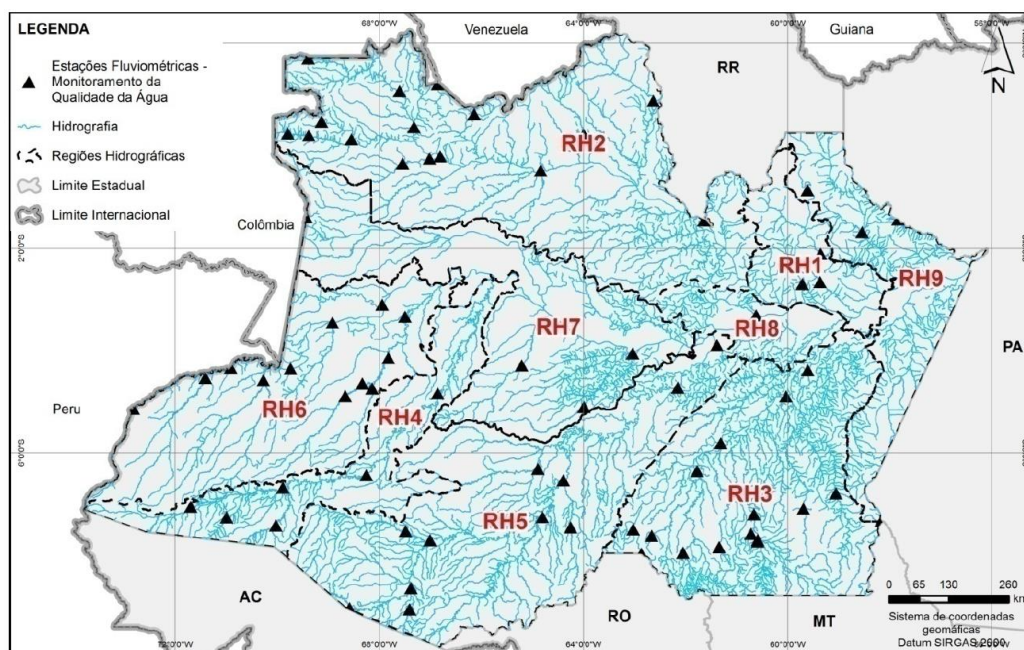 LEGENDA
Estações Fluviométricas -
Monitoramento da
Qualidade da Água
Hidrografia
Regiões Hidrográficas
Limite Estadual
Limite Internacional
68°0'0"W
64°0'0"W
60°0'0"W
Venezuela
Guiana
RR
N
RH2
Colômbia
2°0'0"S
RH1
RH9
RH7
RH8
PA
Peru
RH6
RH4
6°0'0"S
RH3
RH5
AC
RO
MT
0 65 130 260
km
Sistema de coordenadas
geomáficas
Datum SIRGAS 2000